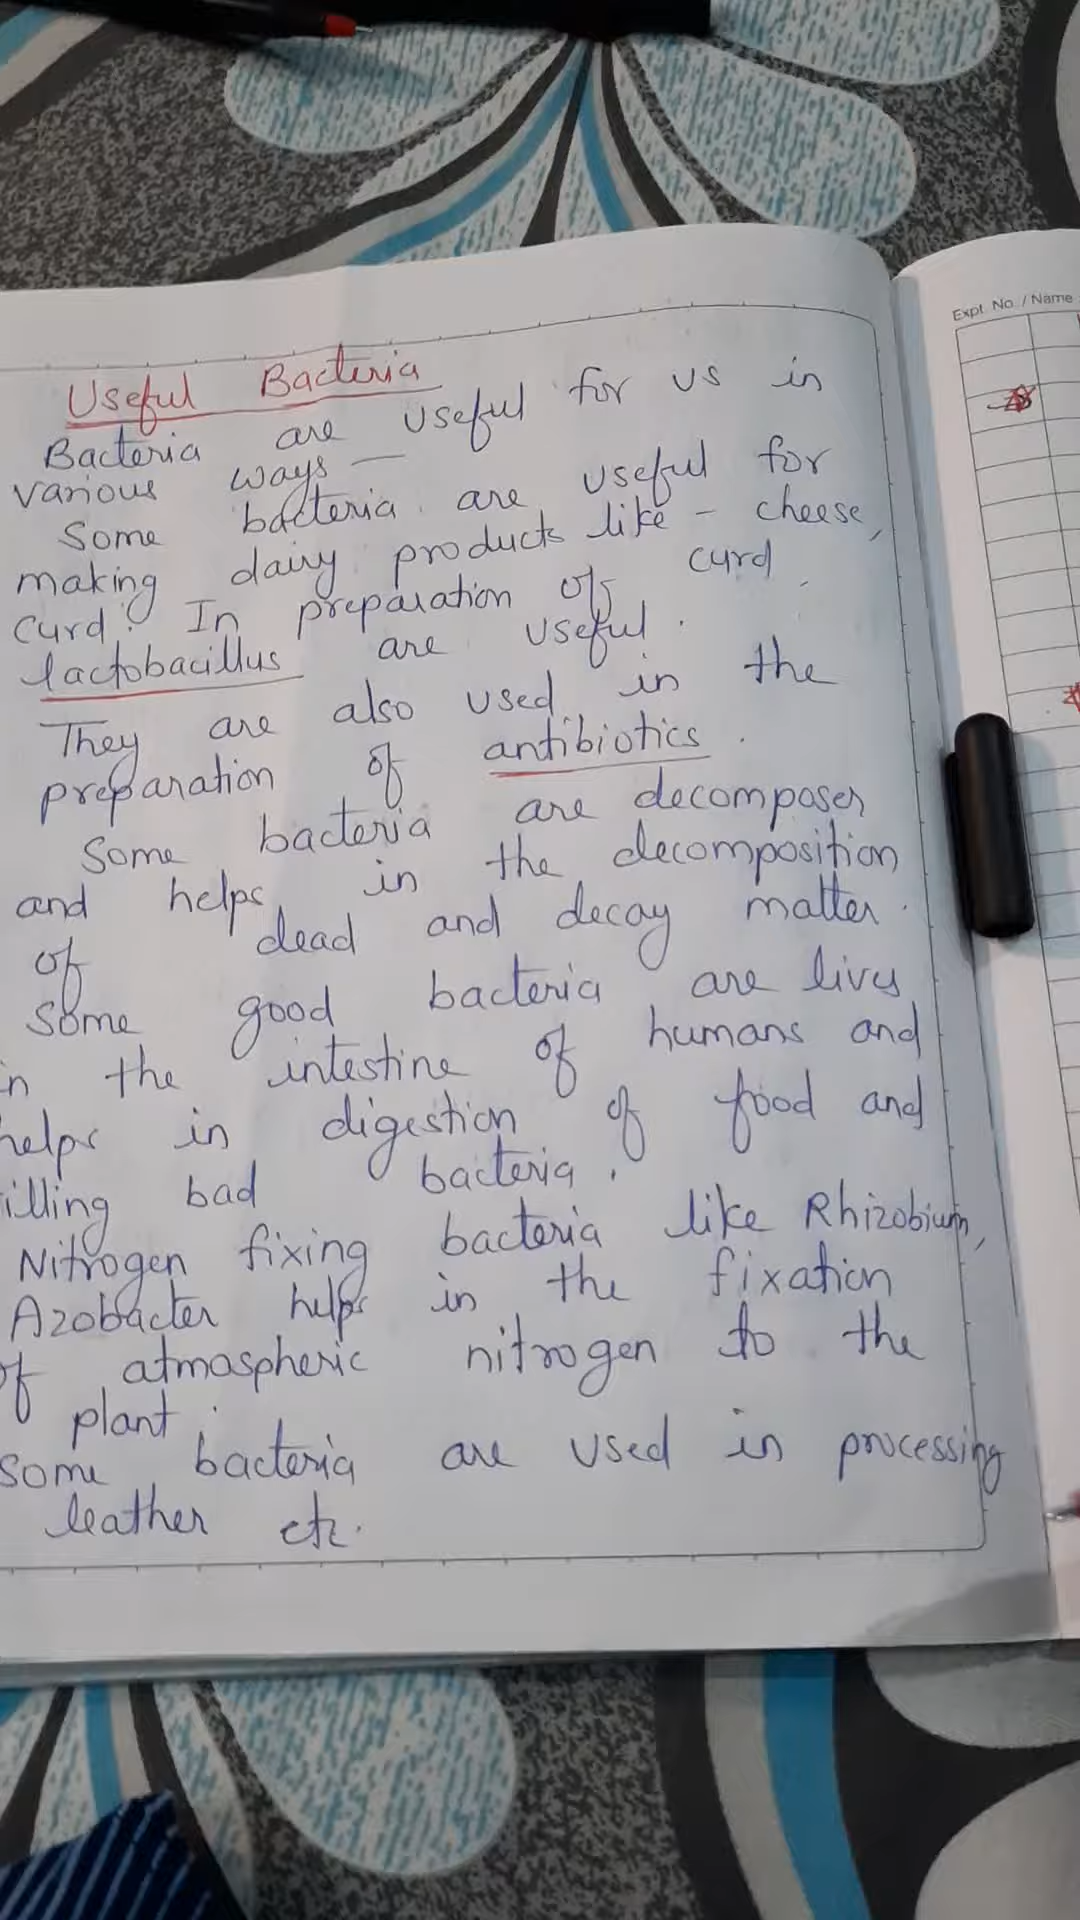 Expt. No. / Name
Useful Bacteria
Bacteria are useful for us in
various ways —
Some bacteria are useful for
making dairy products like - cheese,
curd. In preparation of curd
lactobacillus are useful.
They are also used in the
preparation of antibiotics.
Some bacteria are decomposer
and helps in the decomposition
of dead and decay matter.
Some good bacteria are lives
in the intestine of humans and
helps in digestion of food and
illing bad bacteria.
Nitrogen fixing bacteria like Rhizobium,
Azobacter helps in the fixation
of atmospheric nitrogen to the
plant.
Some bacteria are used in processing
leather etc.